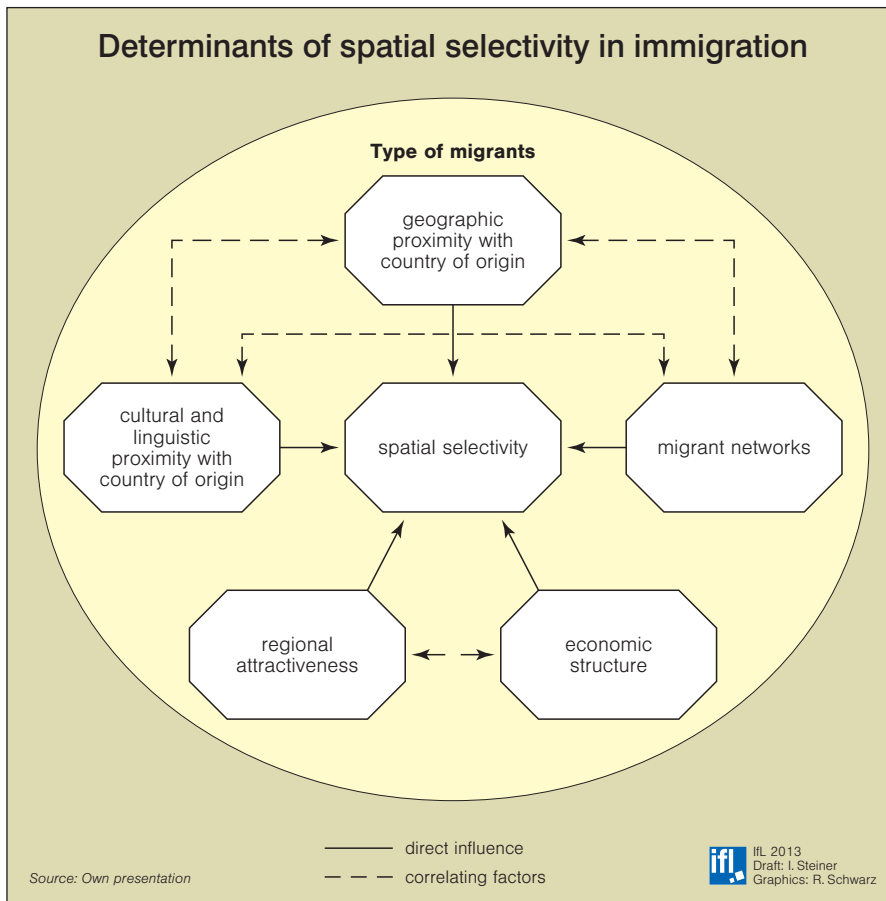 Determinants of spatial selectivity in immigration
Type of migrants
geographic
proximity with
country of origin
cultural and
linguistic
proximity with
country of origin
spatial selectivity
migrant networks
regional
attractiveness
economic
structure
direct influence
correlating factors
Source: Own presentation
ifl
IfL 2013
Draft: I. Steiner
Graphics: R. Schwarz